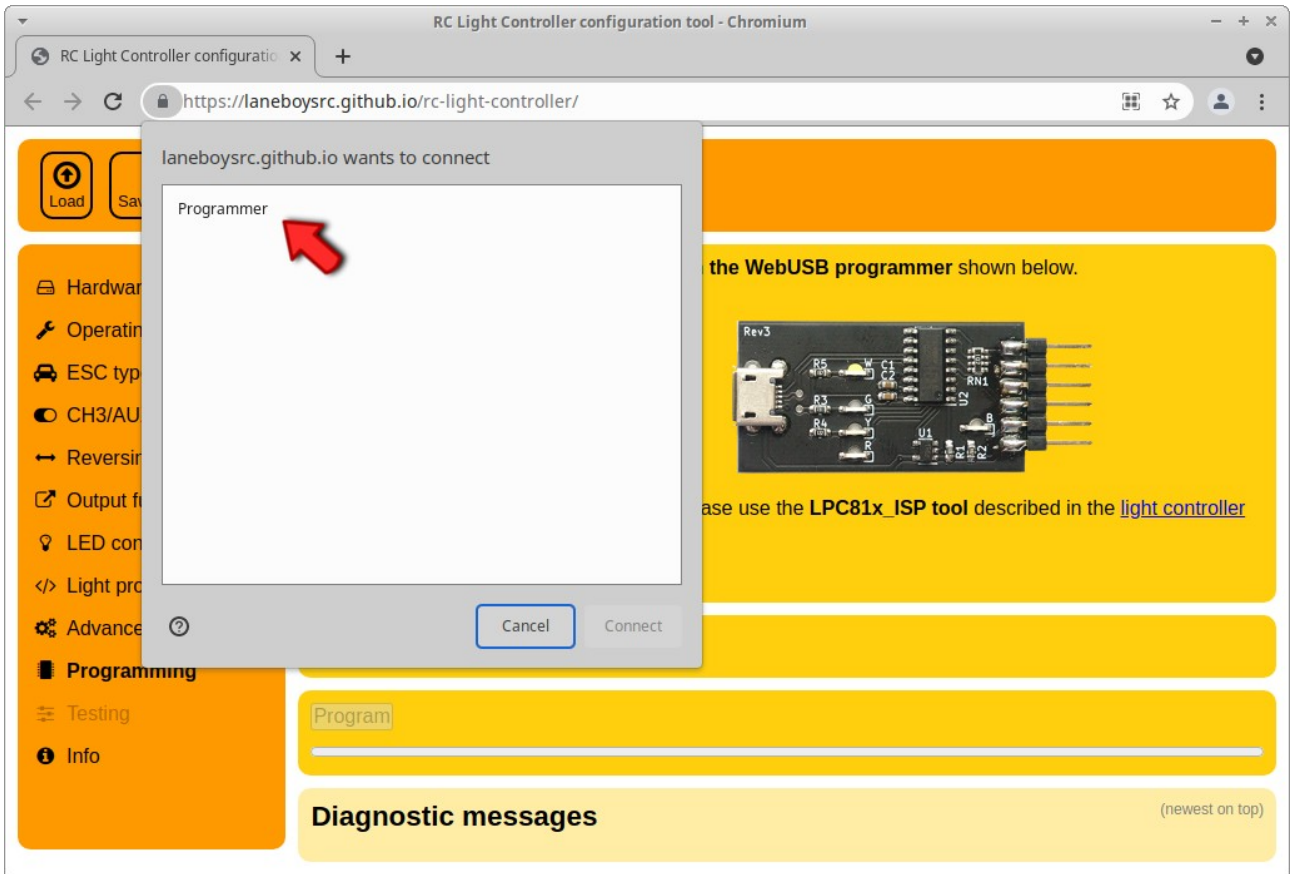 RC Light Controller configuration tool - Chromium
RC Light Controller configuratio
https://laneboysrc.github.io/rc-light-controller/
laneboysrc.github.io wants to connect
Programmer
Cancel
Connect
Load
Sav
Hardwar
Operatin
ESC typ
CH3/AU
Reversin
Output fu
LED con
Light pro
Advance
Programming
Testing
Info
the WebUSB programmer shown below.
Rev3
R5
W
C1
C2
RN1
U2
R3
G
R4
Y
B
U1
R
R1
R2
ase use the LPC81x_ISP tool described in the light controller
Program
Diagnostic messages
(newest on top)